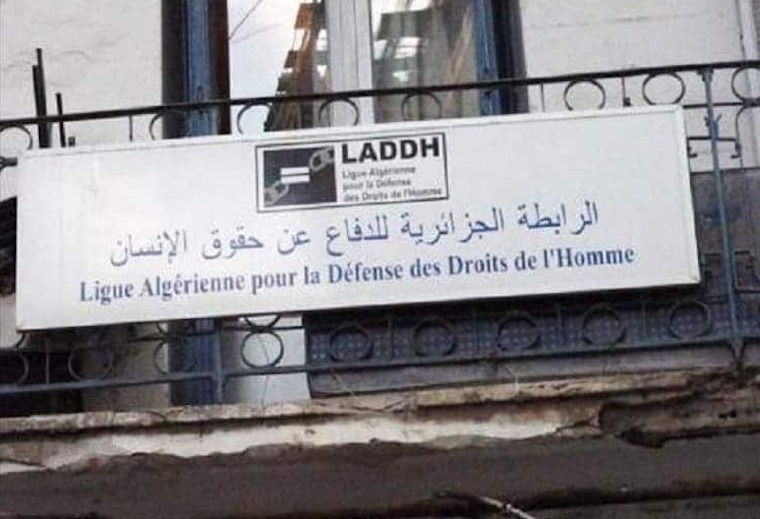 LADDH
Ligue Algérienne
pour la Défense
des Droits de l'Homme
الرابطة الجزائرية للدفاع عن حقوق الإنسان
Ligue Algérienne pour la Défense des Droits de l'Homme